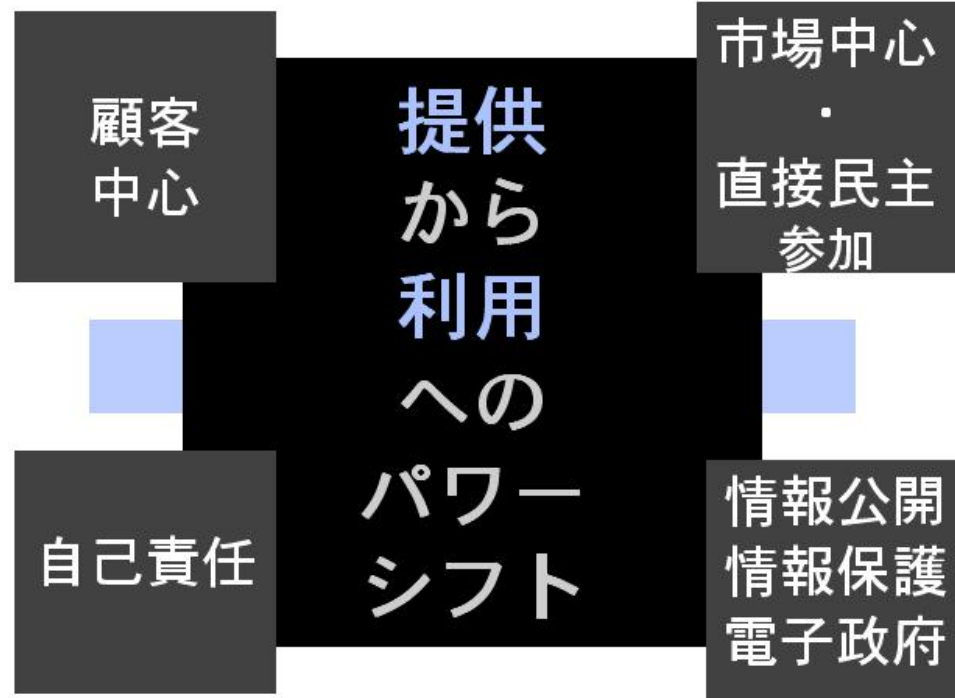 顧客
中心
提供
から
利用
への
パワー
シフト
市場中心
・
直接民主
参加
自己責任
情報公開
情報保護
電子政府